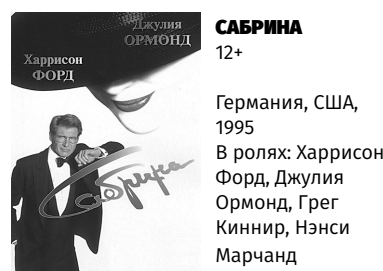 Джулия
ОРМОНД
Харрисон
ФОРД
Сабрина
САБРИНА
12+
Германия, США,
1995
В ролях: Харрисон
Форд, Джулия
Ормонд, Грег
Киннир, Нэнси
Марчанд